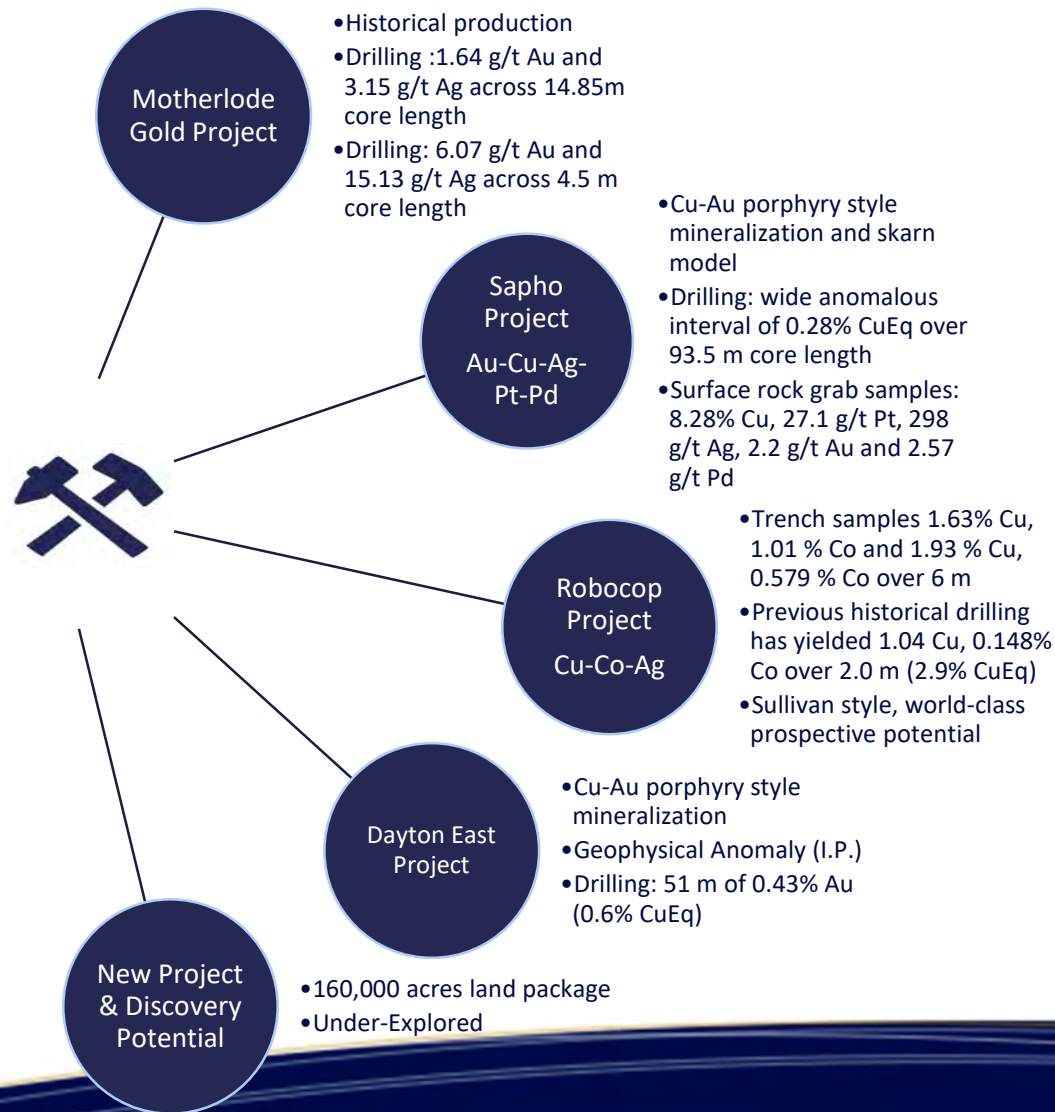 Motherlode
Gold Project
•Historical production
•Drilling :1.64 g/t Au and
3.15 g/t Ag across 14.85m
core length
•Drilling: 6.07 g/t Au and
15.13 g/t Ag across 4.5 m
core length
Sapho
Project
Au-Cu-Ag-
Pt-Pd
•Cu-Au porphyry style
mineralization and skarn
model
•Drilling: wide anomalous
interval of 0.28% CuEq over
93.5 m core length
•Surface rock grab samples:
8.28% Cu, 27.1 g/t Pt, 298
g/t Ag, 2.2 g/t Au and 2.57
g/t Pd
Robocop
Project
Cu-Co-Ag
•Trench samples 1.63% Cu,
1.01 % Co and 1.93 % Cu,
0.579 % Co over 6 m
•Previous historical drilling
has yielded 1.04 Cu, 0.148%
Co over 2.0 m (2.9% CuEq)
•Sullivan style, world-class
prospective potential
Dayton East
Project
•Cu-Au porphyry style
mineralization
•Geophysical Anomaly (I.P.)
•Drilling: 51 m of 0.43% Au
(0.6% CuEq)
New Project
& Discovery
Potential
•160,000 acres land package
•Under-Explored